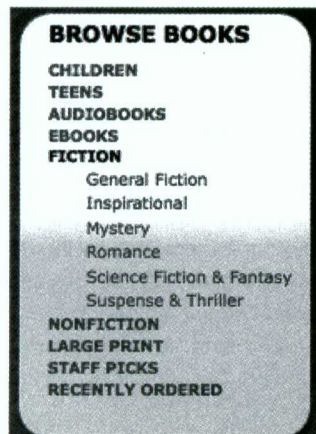 BROWSE BOOKS
CHILDREN
TEENS
AUDIOBOOKS
EBOOKS
FICTION
General Fiction
Inspirational
Mystery
Romance
Science Fiction & Fantasy
Suspense & Thriller
NONFICTION
LARGE PRINT
STAFF PICKS
RECENTLY ORDERED